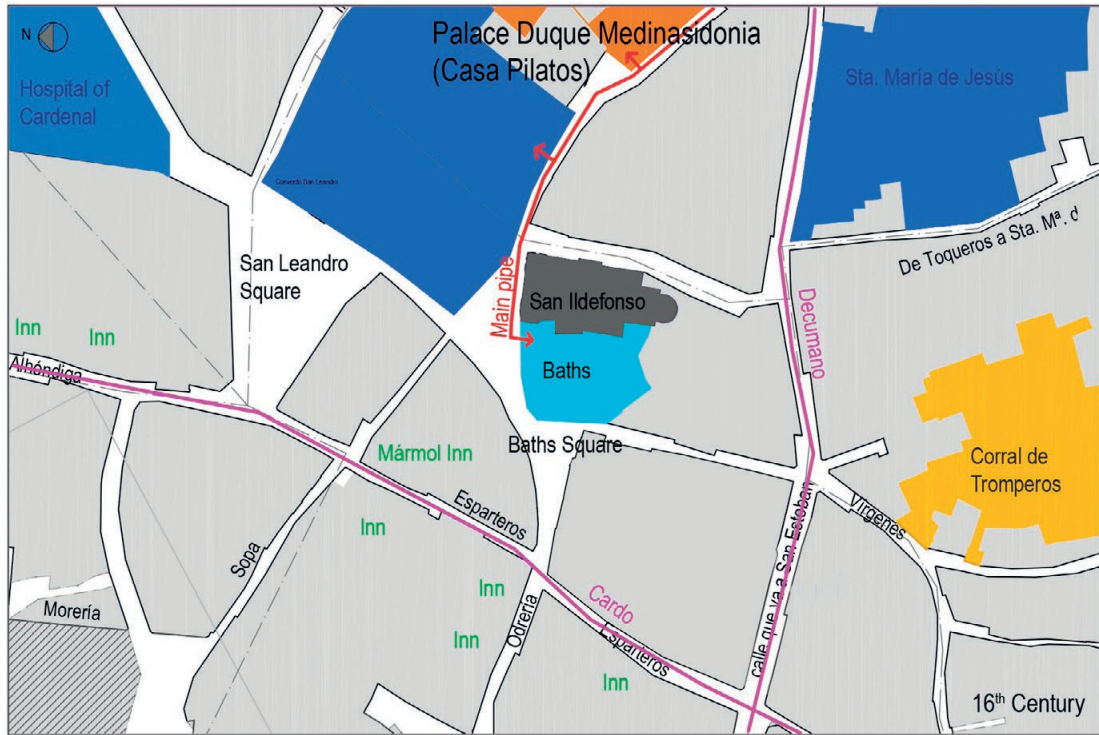 N
Palace Duque Medinasidonia
(Casa Pilatos)
Hospital of
Cardenal
Sta. María de Jesús
Convento San Leandro
De Toqueros a Sta. Mª. d
San Leandro
Square
Main pipe
San Ildefonso
Decumano
Inn
Inn
Alhóndiga
Baths
Baths Square
Mármol Inn
Corral de
Tromperos
Esparteros
Vírgenes
Inn
Sopa
calle que va a San Esteban
Inn
Cardo
Odrería
Morería
Inn
Esparteros
Inn
16th Century